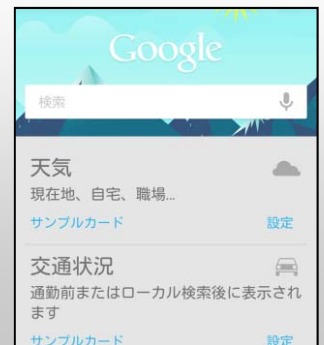 Google
検索
天気
現在地、自宅、職場...
サンプルカード 設定
交通状況
通勤前またはローカル検索後に表示され
ます
サンプルカード 設定